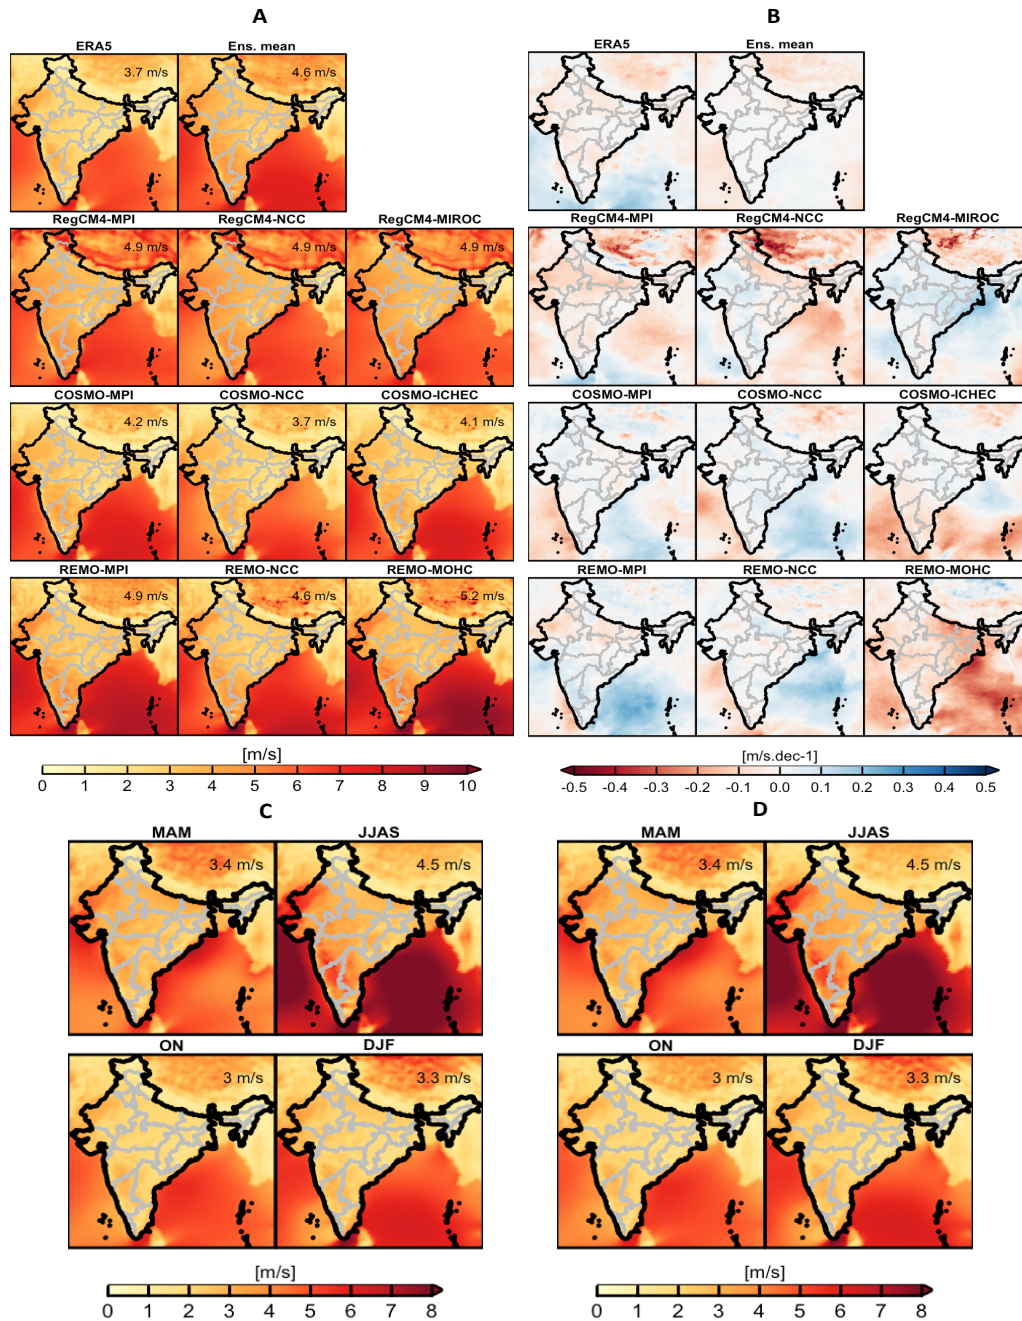 A
B
ERA5 Ens. mean
3.7 m/s 4.6 m/s
ERA5 Ens. mean
RegCM4-MPI RegCM4-NCC RegCM4-MIROC
4.9 m/s 4.9 m/s 4.9 m/s
RegCM4-MPI RegCM4-NCC RegCM4-MIROC
COSMO-MPI COSMO-NCC COSMO-ICHEC
4.2 m/s 3.7 m/s 4.1 m/s
COSMO-MPI COSMO-NCC COSMO-ICHEC
REMO-MPI REMO-NCC REMO-MOHC
4.9 m/s 4.6 m/s 5.2 m/s
REMO-MPI REMO-NCC REMO-MOHC
[m/s]
0 1 2 3 4 5 6 7 8 9 10
[m/s.dec-1]
-0.5 -0.4 -0.3 -0.2 -0.1 0.0 0.1 0.2 0.3 0.4 0.5
C
D
MAM JJAS
3.4 m/s 4.5 m/s
ON DJF
3 m/s 3.3 m/s
[m/s]
0 1 2 3 4 5 6 7 8
MAM JJAS
3.4 m/s 4.5 m/s
ON DJF
3 m/s 3.3 m/s
[m/s]
0 1 2 3 4 5 6 7 8